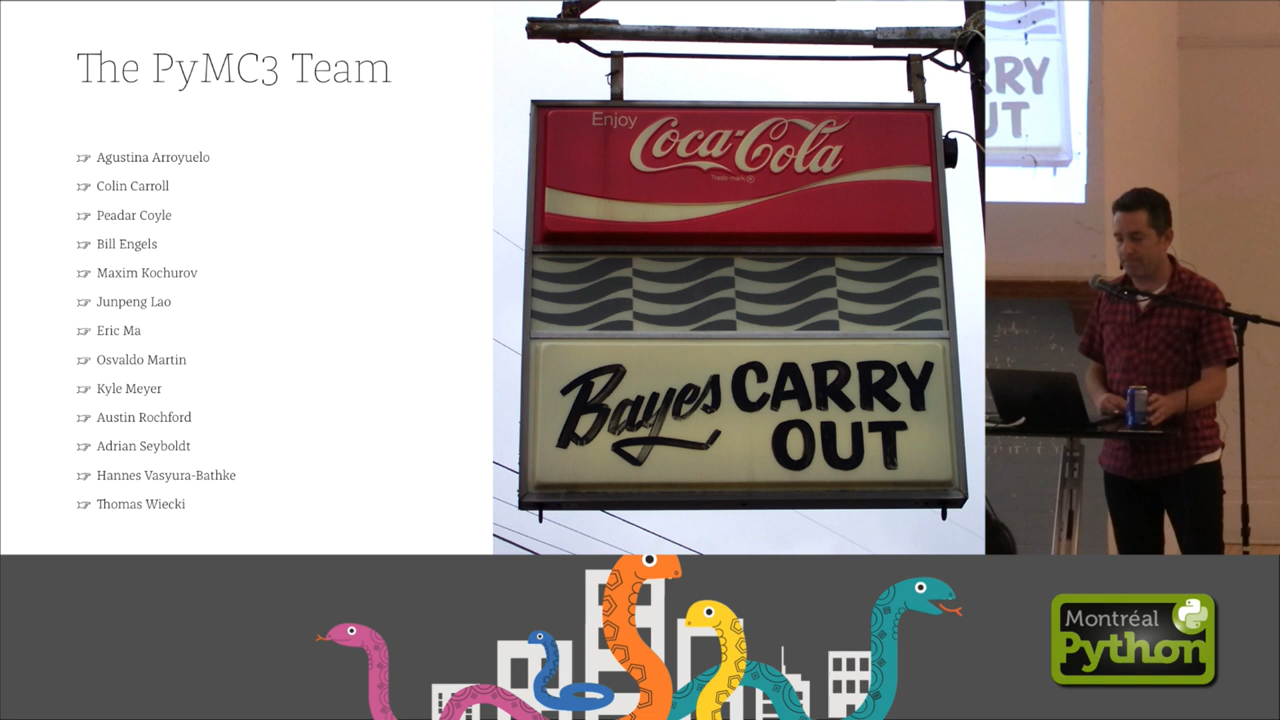 The PyMC3 Team
Agustina Arroyuelo
Colin Carroll
Peadar Coyle
Bill Engels
Maxim Kochurov
Junpeng Lao
Eric Ma
Osvaldo Martin
Kyle Meyer
Austin Rochford
Adrian Seyboldt
Hannes Vasyura-Bathke
Thomas Wiecki
Enjoy
Coca-Cola
Trade mark ®
Bayes CARRY
OUT
RRY
UT
Montréal
Python